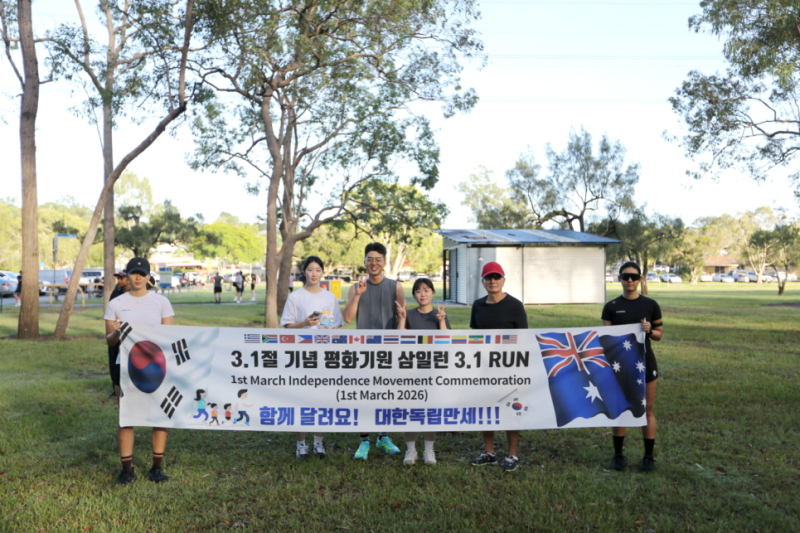 3.1절 기념 평화기원 삼일런 3.1 RUN
1st March Independence Movement Commemoration
(1st March 2026)
함께 달려요! 대한독립만세!!!